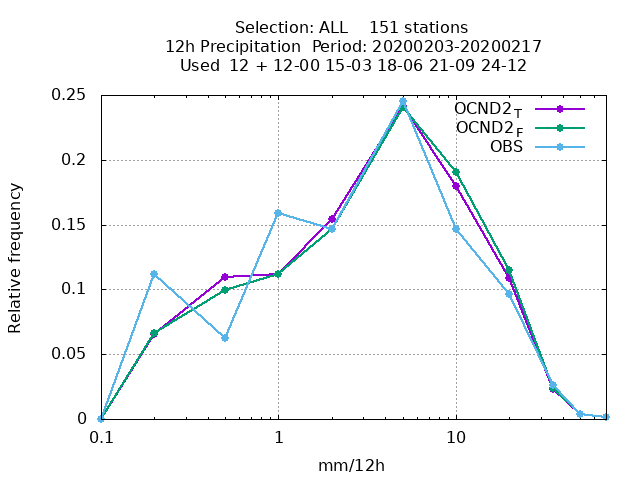 Selection: ALL    151 stations
12h Precipitation  Period: 20200203-20200217
Used  12 + 12-00 15-03 18-06 21-09 24-12
OCND2T
OCND2F
OBS
0.25
0.2
0.15
0.1
0.05
0
Relative frequency
0.1
1
10
mm/12h